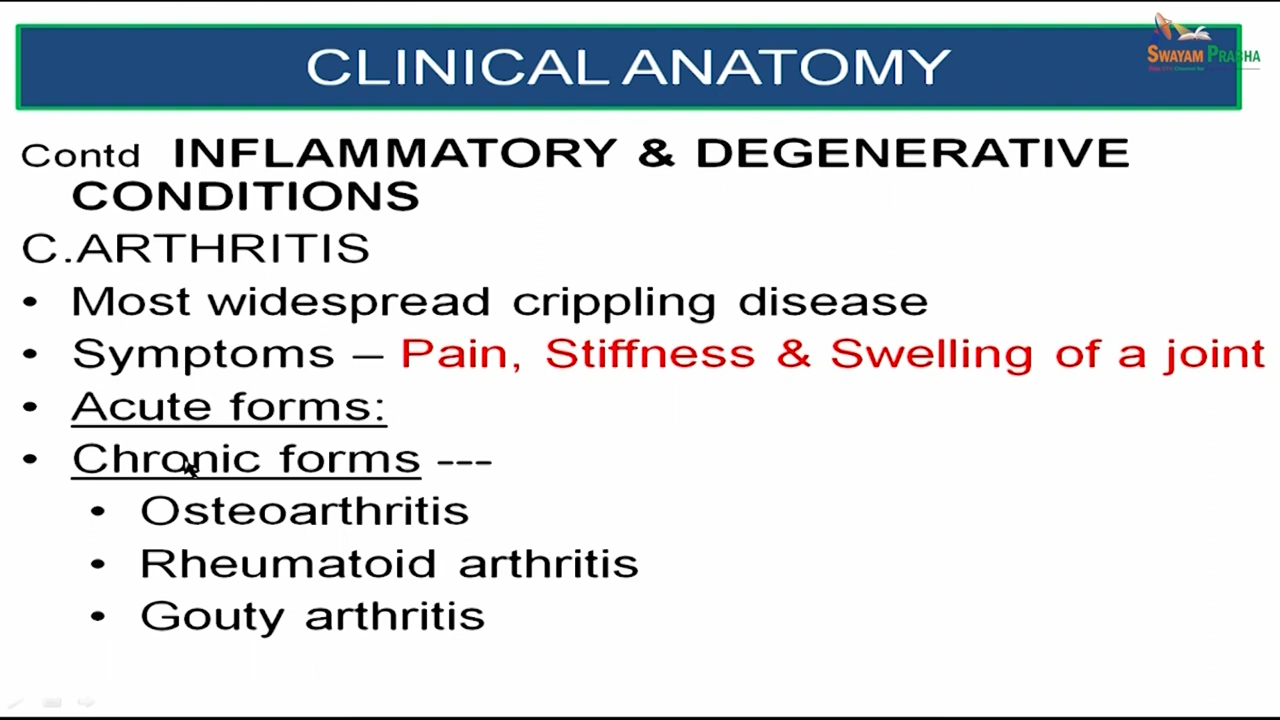 CLINICAL ANATOMY
SWAYAM PRABHA
Contd INFLAMMATORY & DEGENERATIVE
CONDITIONS
C.ARTHRITIS
• Most widespread crippling disease
• Symptoms – Pain, Stiffness & Swelling of a joint
• Acute forms:
• Chronic forms ---
• Osteoarthritis
• Rheumatoid arthritis
• Gouty arthritis